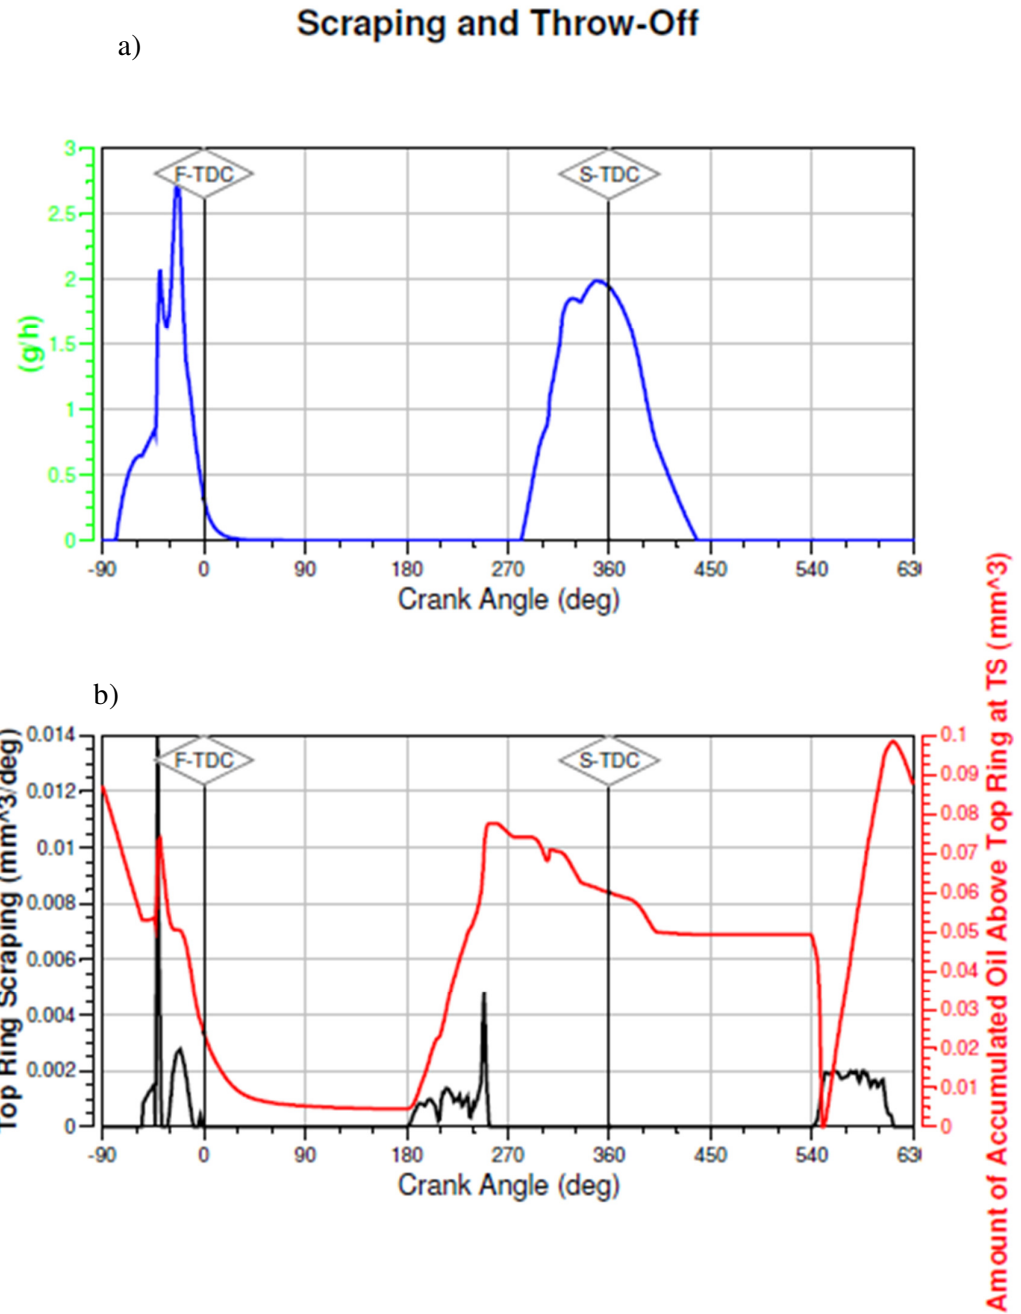 Scraping and Throw-Off
a)
3
F-TDC
S-TDC
2.5
2
(g/h)
1.5
1
0.5
0
-90 0 90 180 270 360 450 540 63
Crank Angle (deg)
b)
Top Ring Scraping (mm^3/deg)
0.014
F-TDC
S-TDC
0.1
0.012
0.09
0.08
0.01
0.07
0.008
0.06
0.05
0.006
0.04
0.004
0.03
0.002
0.02
0.01
0
0
Amount of Accumulated Oil Above Top Ring at TS (mm^3)
-90 0 90 180 270 360 450 540 63
Crank Angle (deg)